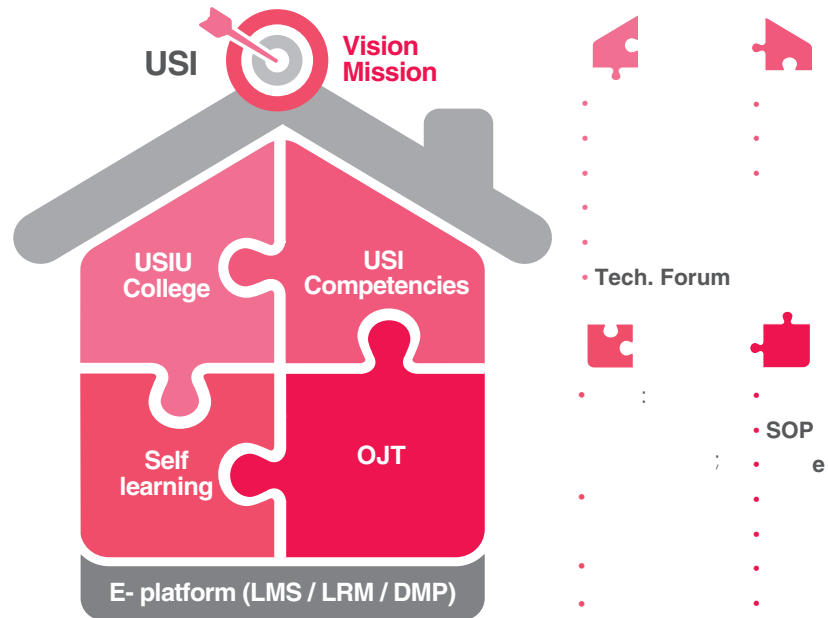 USI
Vision
Mission
USIU
College
USI
Competencies
Self
learning
OJT
E- platform (LMS / LRM / DMP)
• 
• 
• 
• 
• 
• Tech. Forum
• 
• 
• 
• :
;
• 
• 
• 
• 
• SOP
• e
• 
• 
• 
•